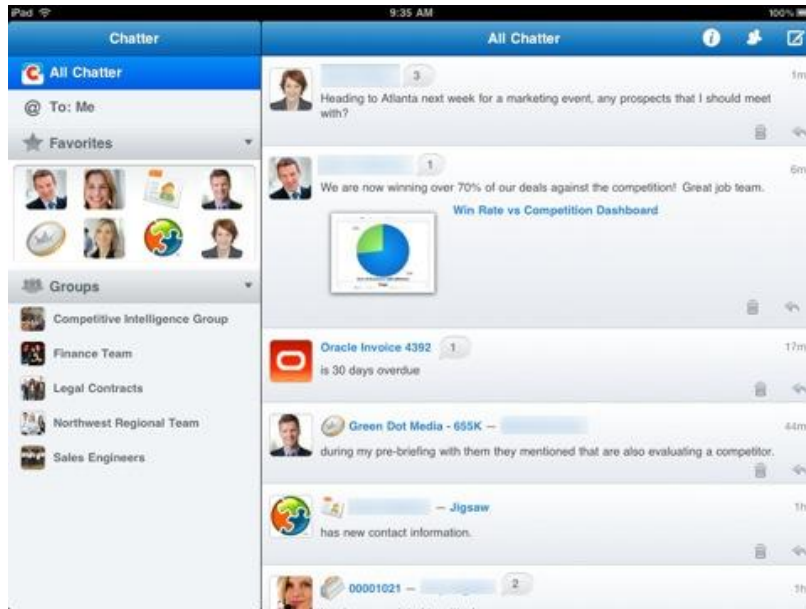 iPad 9:35 AM 100%
Chatter
All Chatter
@ To: Me
Favorites
Groups
Competitive Intelligence Group
Finance Team
Legal Contracts
Northwest Regional Team
Sales Engineers
All Chatter
3 1m
Heading to Atlanta next week for a marketing event, any prospects that I should meet
with?
1 6m
We are now winning over 70% of our deals against the competition! Great job team.
Win Rate vs Competition Dashboard
Oracle Invoice 4392 1 17m
is 30 days overdue
Green Dot Media - 655K – 44m
during my pre-briefing with them they mentioned that are also evaluating a competitor.
– Jigsaw 1h
has new contact information.
00001021 – 2 1h